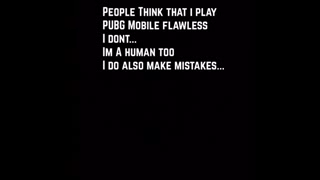 People Think that i play
PUBG Mobile flawless
I dont...
Im A human too
I do also make mistakes...